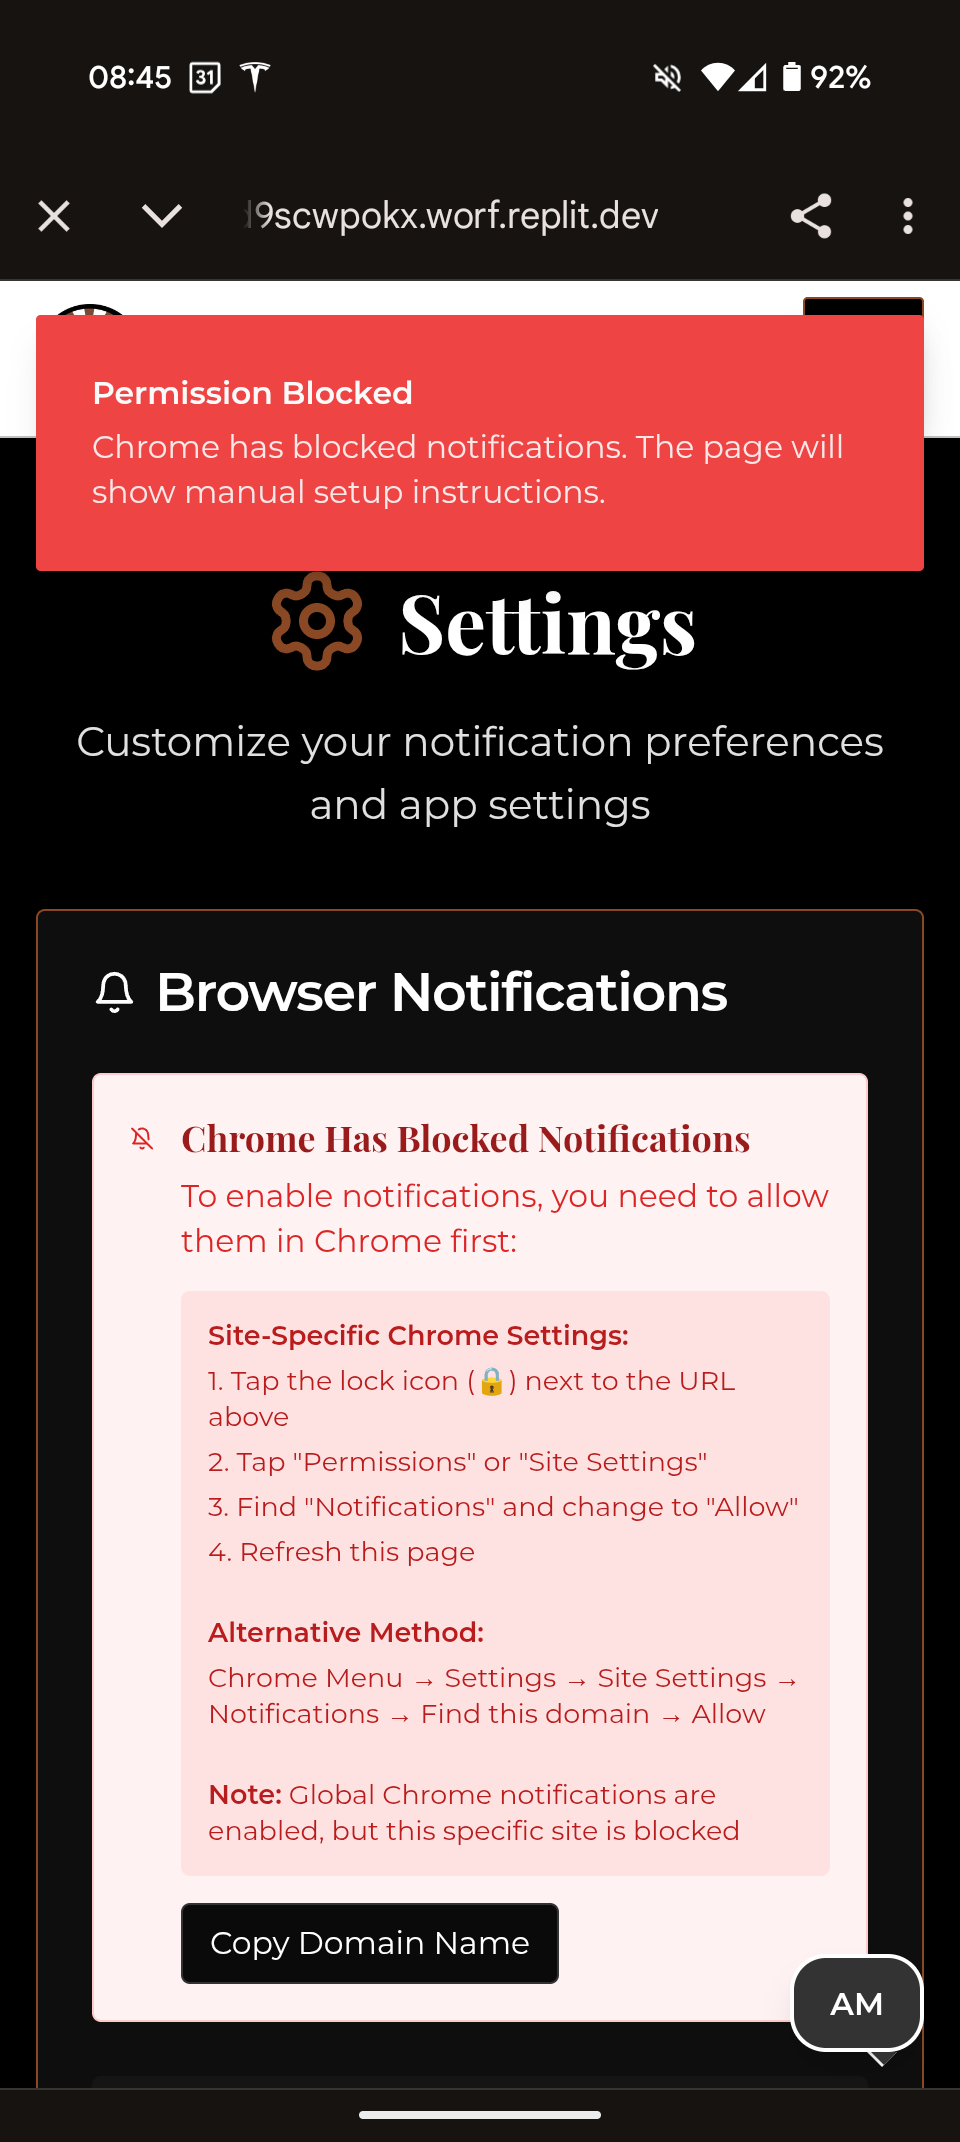 08:45 31 92%
9scwpokx.worf.replit.dev
Permission Blocked
Chrome has blocked notifications. The page will
show manual setup instructions.
Settings
Customize your notification preferences
and app settings
Browser Notifications
Chrome Has Blocked Notifications
To enable notifications, you need to allow
them in Chrome first:
Site-Specific Chrome Settings:
1. Tap the lock icon (🔒) next to the URL
above
2. Tap "Permissions" or "Site Settings"
3. Find "Notifications" and change to "Allow"
4. Refresh this page
Alternative Method:
Chrome Menu → Settings → Site Settings →
Notifications → Find this domain → Allow
Note: Global Chrome notifications are
enabled, but this specific site is blocked
Copy Domain Name
AM